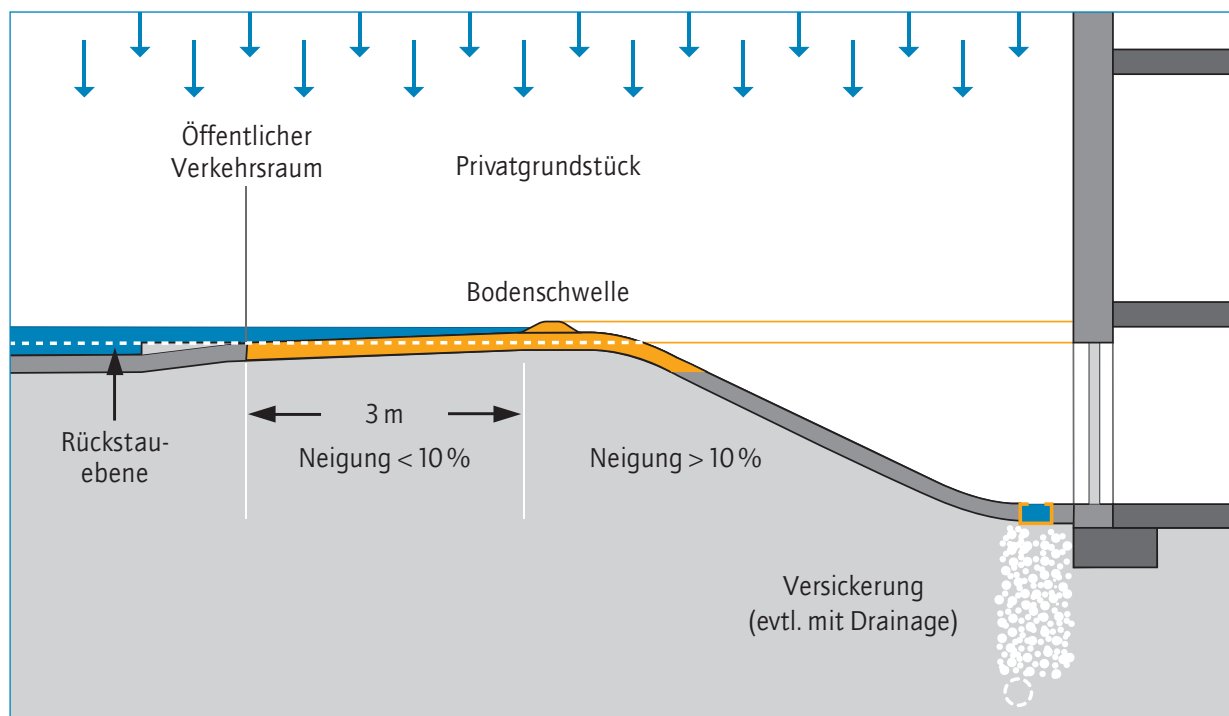 Öffentlicher
Verkehrsraum
Privatgrundstück
Bodenschwelle
3 m
Rückstau-
ebene
Neigung < 10 %
Neigung > 10 %
Versickerung
(evtl. mit Drainage)